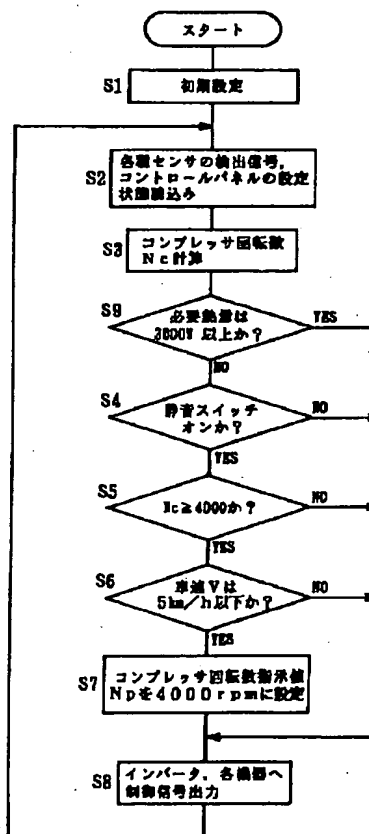 スタート
S1
初期設定
S2
各種センサの検出信号,
コントロールパネルの設定
状態読込み
S3
コンプレッサ回転数
Nc計算
S9
必要熱量は
3800W 以上か?
YES
NO
S4
静音スイッチ
オンか?
NO
YES
S5
Nc≧4000か?
NO
YES
S6
車速Vは
5km/h以下か?
NO
YES
S7
コンプレッサ回転数指示値
Npを4000rpmに設定
S8
インバータ, 各機器へ
制御信号出力